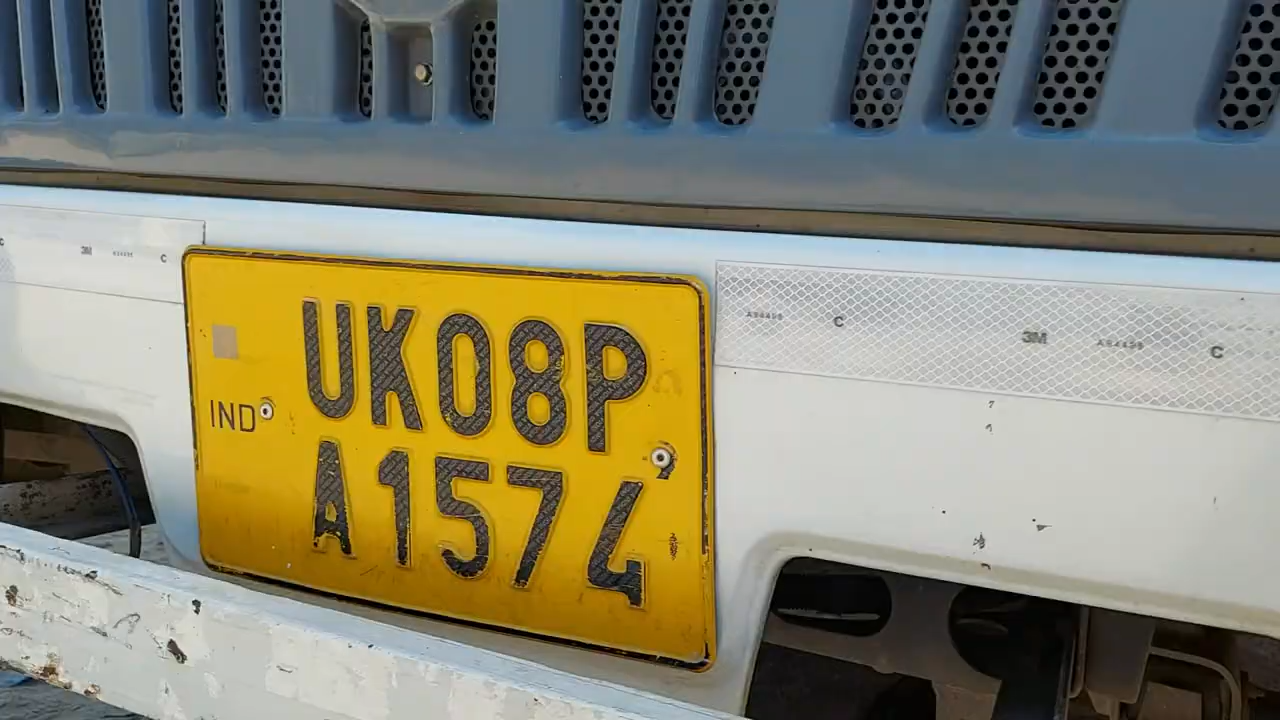 C 3M C
UK08P
IND
A1574
C 3M C